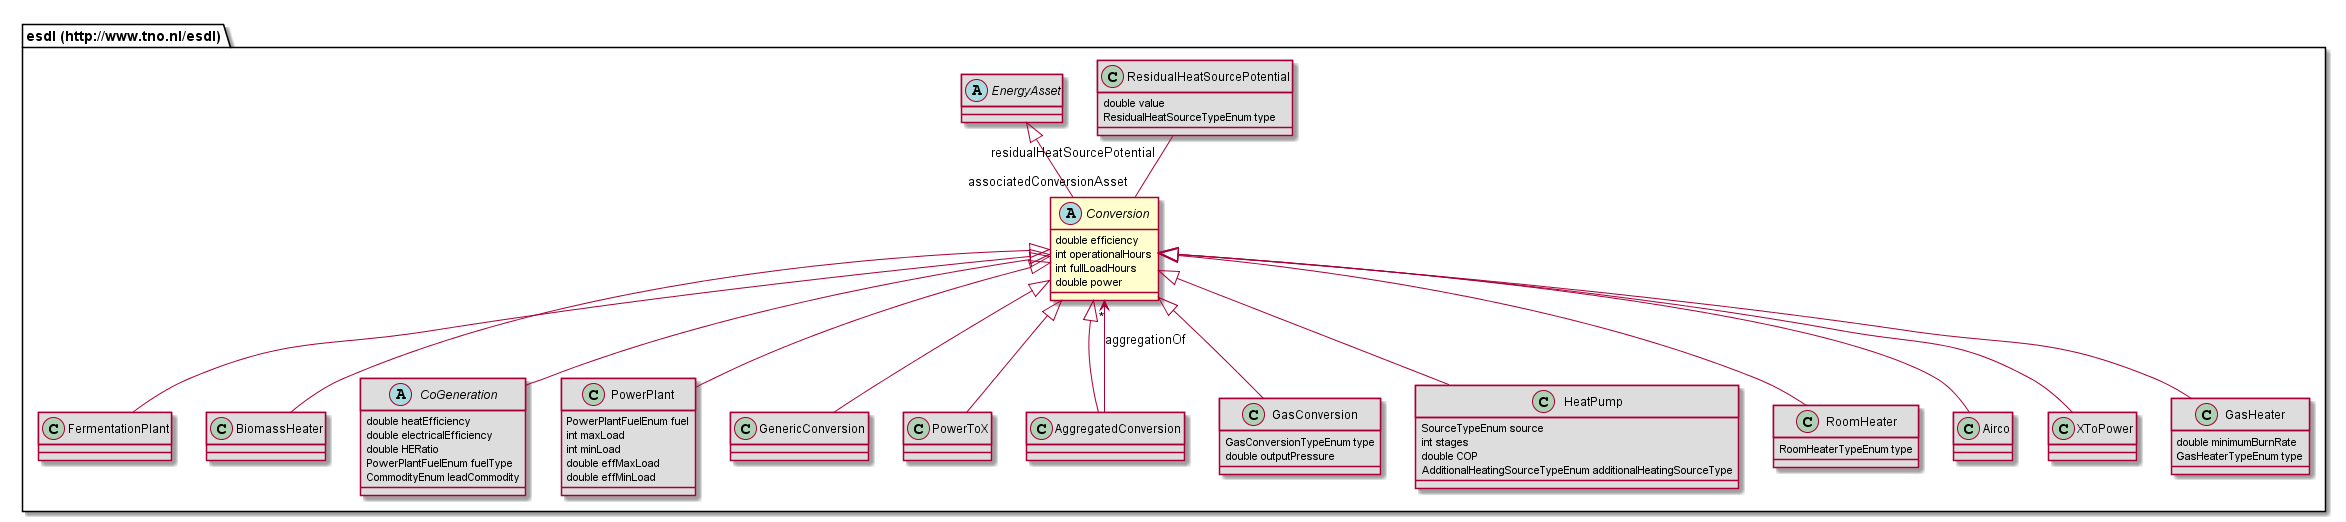 esdl (http://www.tno.nl/esdl)
A EnergyAsset
C ResidualHeatSourcePotential
double value
ResidualHeatSourceTypeEnum type
residualHeatSourcePotential
associatedConversionAsset
A Conversion
double efficiency
int operationalHours
int fullLoadHours
double power
*
aggregationOf
C FermentationPlant
C BiomassHeater
A CoGeneration
double heatEfficiency
double electricalEfficiency
double HERatio
PowerPlantFuelEnum fuelType
CommodityEnum leadCommodity
C PowerPlant
PowerPlantFuelEnum fuel
int maxLoad
int minLoad
double effMaxLoad
double effMinLoad
C GenericConversion
C PowerToX
C AggregatedConversion
C GasConversion
GasConversionTypeEnum type
double outputPressure
C HeatPump
SourceTypeEnum source
int stages
double COP
AdditionalHeatingSourceTypeEnum additionalHeatingSourceType
C RoomHeater
RoomHeaterTypeEnum type
C Airco
C XToPower
C GasHeater
double minimumBurnRate
GasHeaterTypeEnum type